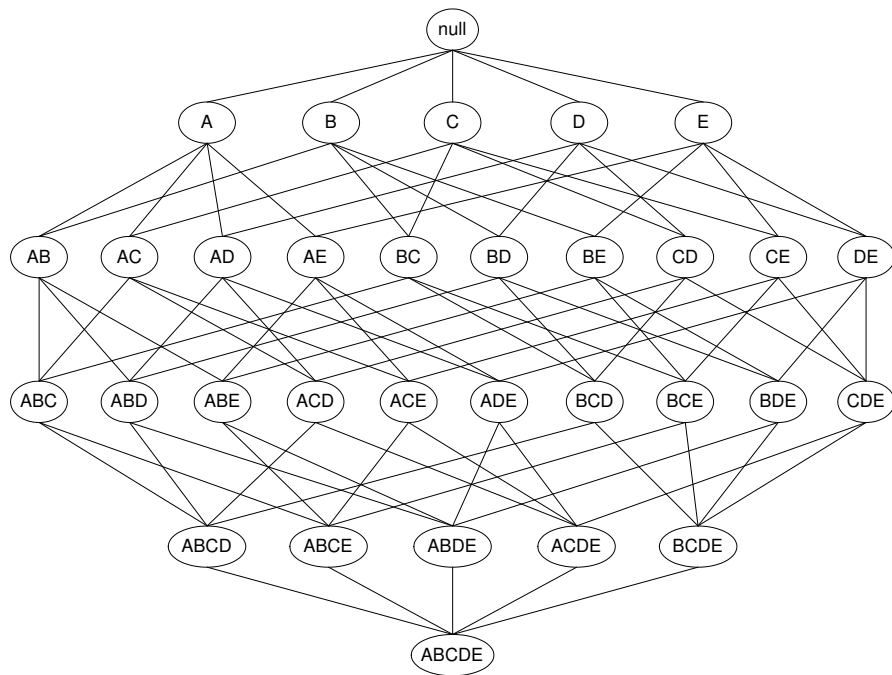 null
A B C D E
AB AC AD AE BC BD BE CD CE DE
ABC ABD ABE ACD ACE ADE BCD BCE BDE CDE
ABCD ABCE ABDE ACDE BCDE
ABCDE